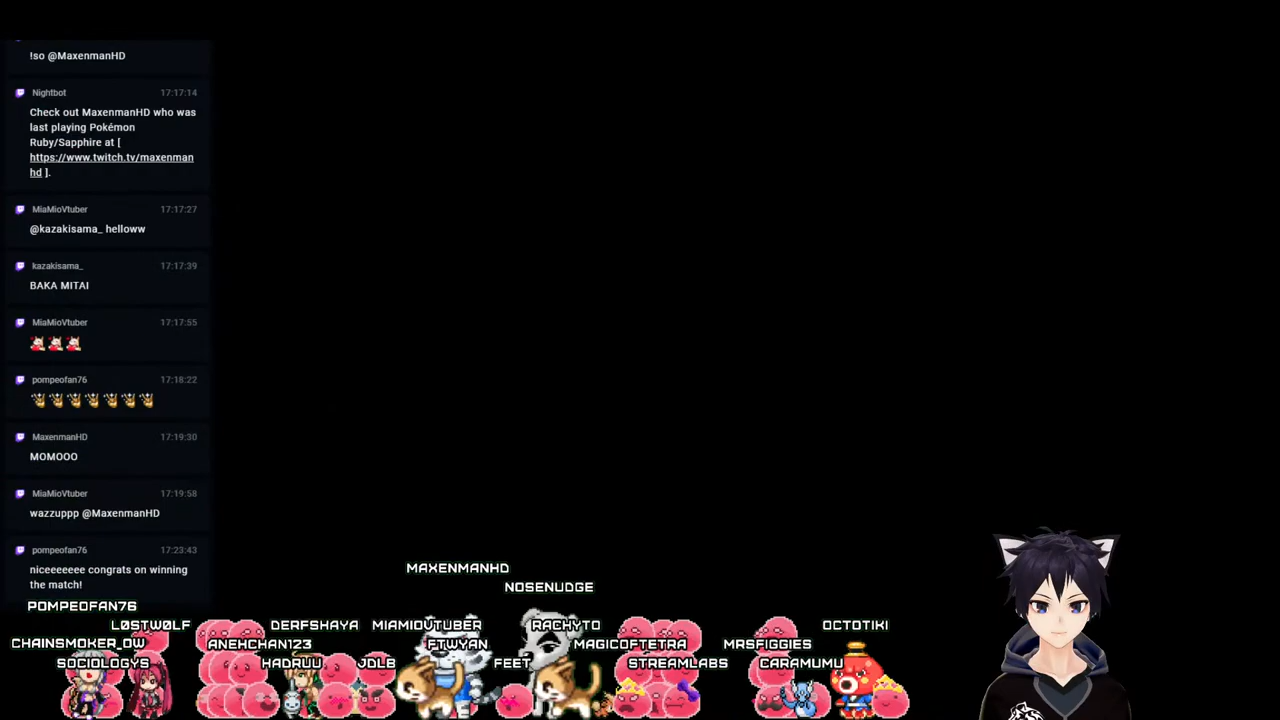 !so @MaxenmanHD
Nightbot 17:17:14
Check out MaxenmanHD who was
last playing Pokémon
Ruby/Sapphire at [
https://www.twitch.tv/maxenman
hd ].
MiaMioVtuber 17:17:27
@kazakisama_ helloww
kazakisama_ 17:17:39
BAKA MITAI
MiaMioVtuber 17:17:55
pompeofan76 17:18:22
MaxenmanHD 17:19:30
MOMOOO
MiaMioVtuber 17:19:58
wazzuppp @MaxenmanHD
pompeofan76 17:23:43
niceeeeeee congrats on winning
the match!
MAXENMANHD
NOSENUDGE
POMPEOFAN76
LØSTWØLF DERFSHAYA MIAMIOVTUBER RACHYTO OCTOTIKI
CHAINSMOKER_OW ANEHCHAN123 FTWYAN MAGICOFTETRA MRSFIGGIES
SOCIOLOGYS HADRUU JDLB FEET STREAMLABS CARAMUMU